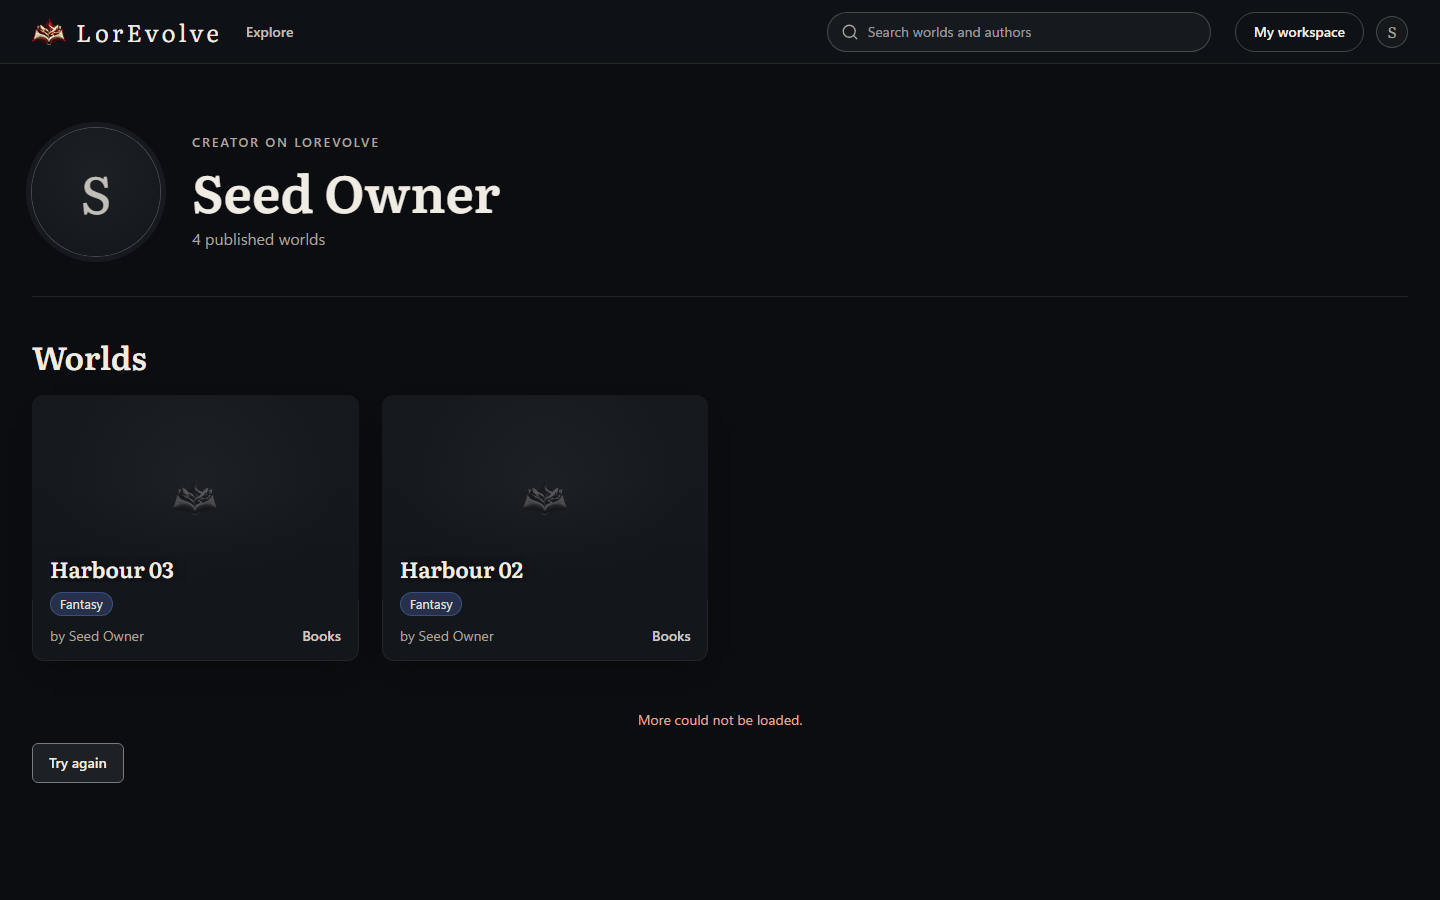 LorEvolve Explore Search worlds and authors My workspace S
S
CREATOR ON LOREVOLVE
Seed Owner
4 published worlds
Worlds
Harbour 03
Fantasy
by Seed Owner Books
Harbour 02
Fantasy
by Seed Owner Books
More could not be loaded.
Try again